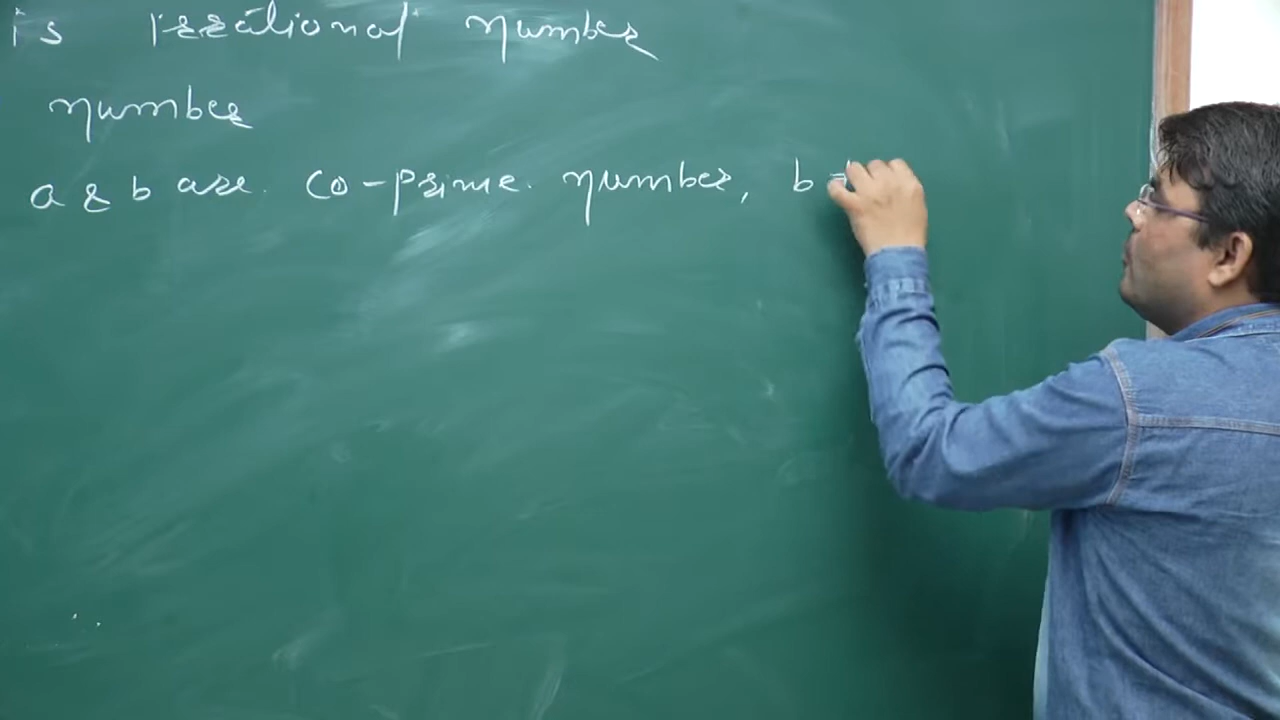 is irrational number
number
a & b are co-prime number, b